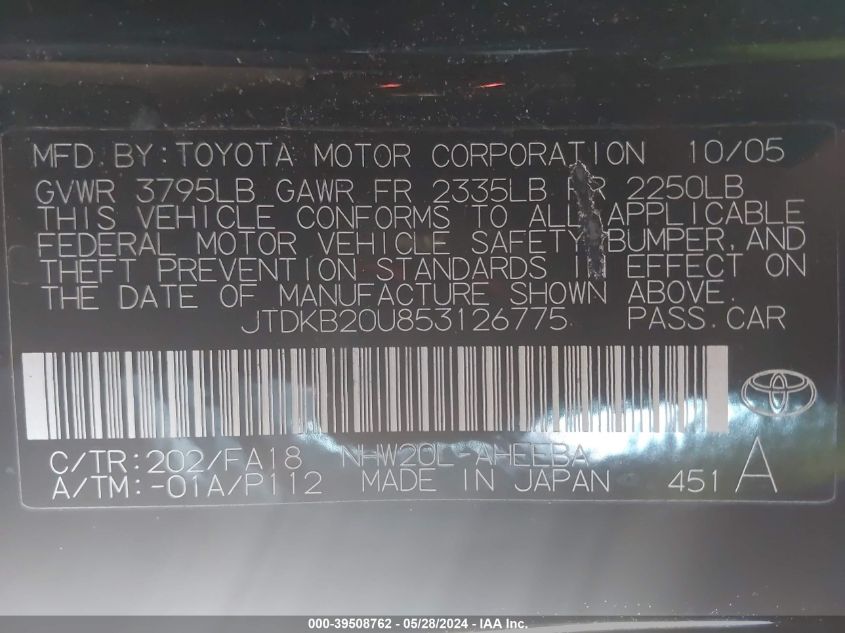 MFD. BY: TOYOTA MOTOR CORPORATION 10/05
GVWR 3795LB GAWR FR 2335LB RR 2250LB
THIS VEHICLE CONFORMS TO ALL APPLICABLE
FEDERAL MOTOR VEHICLE SAFETY, BUMPER, AND
THEFT PREVENTION STANDARDS IN EFFECT ON
THE DATE OF MANUFACTURE SHOWN ABOVE.
JTDKB20U853126775 PASS. CAR
C/TR: 202/FA18 NHW20L-AHEEBA
A/TM: -01A/P112 MADE IN JAPAN 451 A
000-39508762 - 05/28/2024 - IAA Inc.